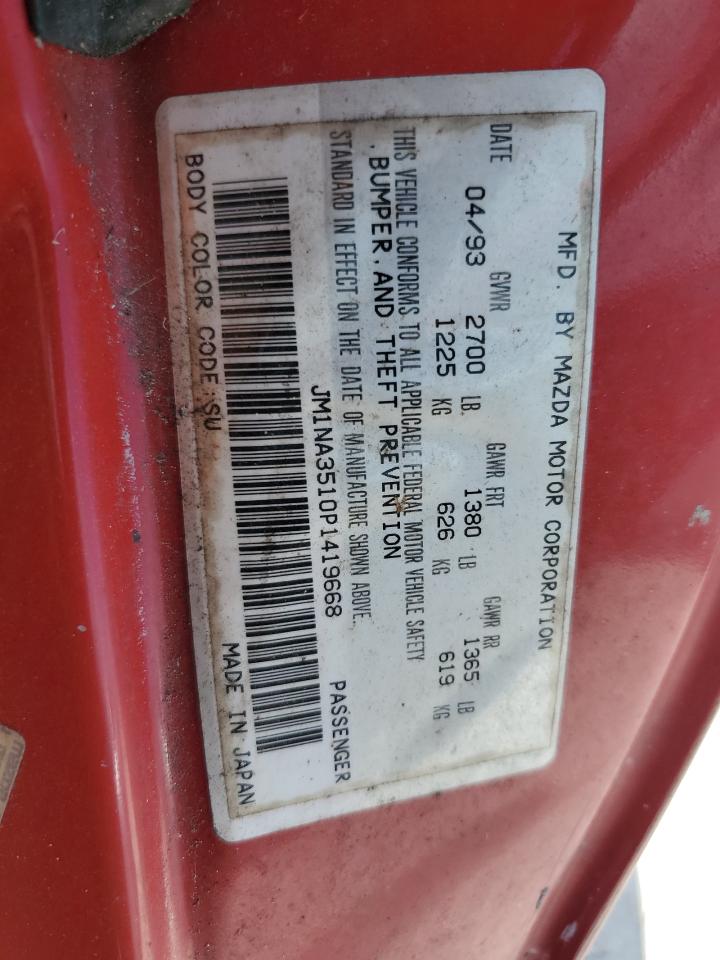 MFD. BY MAZDA MOTOR CORPORATION
DATE GVWR GAWR FRT GAWR RR
04/93 2700 LB. 1380 LB 1365 LB
1225 KG 626 KG 619 KG
THIS VEHICLE CONFORMS TO ALL APPLICABLE FEDERAL MOTOR VEHICLE SAFETY
, BUMPER, AND THEFT PREVENTION
STANDARD IN EFFECT ON THE DATE OF MANUFACTURE SHOWN ABOVE.
JM1NA3510P1419668 PASSENGER
BODY COLOR CODE:SU MADE IN JAPAN